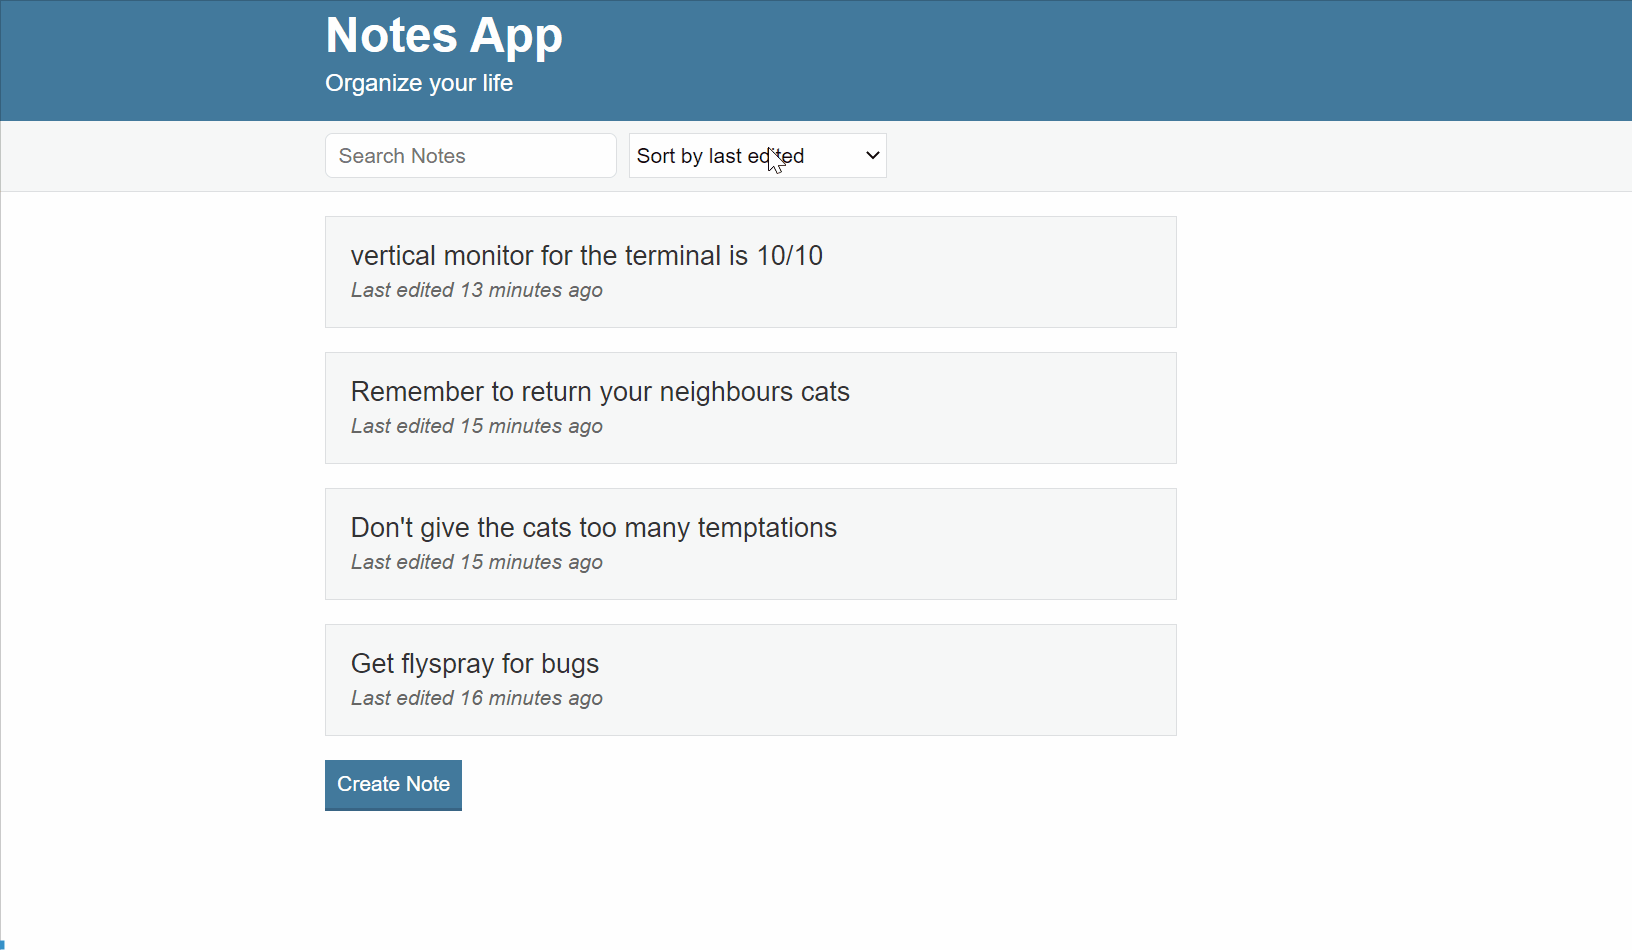 Notes App
Organize your life
Search Notes
Sort by last edited
vertical monitor for the terminal is 10/10
Last edited 13 minutes ago
Remember to return your neighbours cats
Last edited 15 minutes ago
Don't give the cats too many temptations
Last edited 15 minutes ago
Get flyspray for bugs
Last edited 16 minutes ago
Create Note